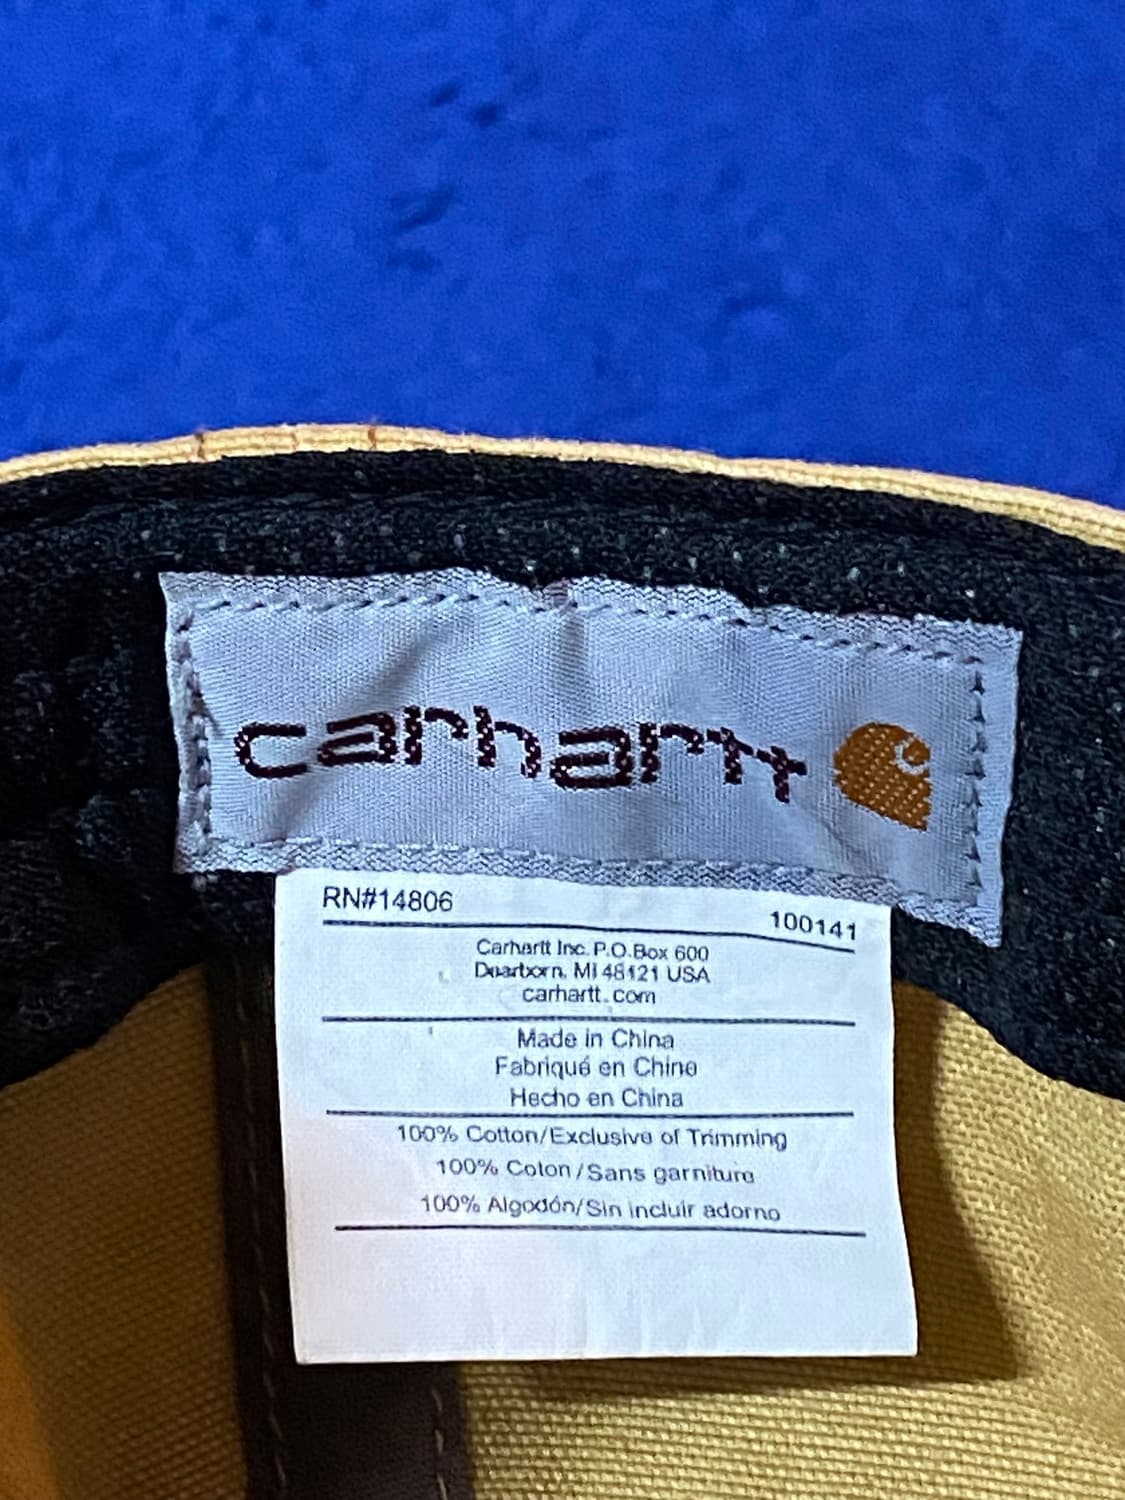 carhartt
RN#14806
100141
Carhartt Inc. P.O.Box 600
Dearborn, MI 48121 USA
carhartt.com
Made in China
Fabriqué en Chine
Hecho en China
100% Cotton/Exclusive of Trimming
100% Coton/Sans garniture
100% Algodón/Sin incluir adorno